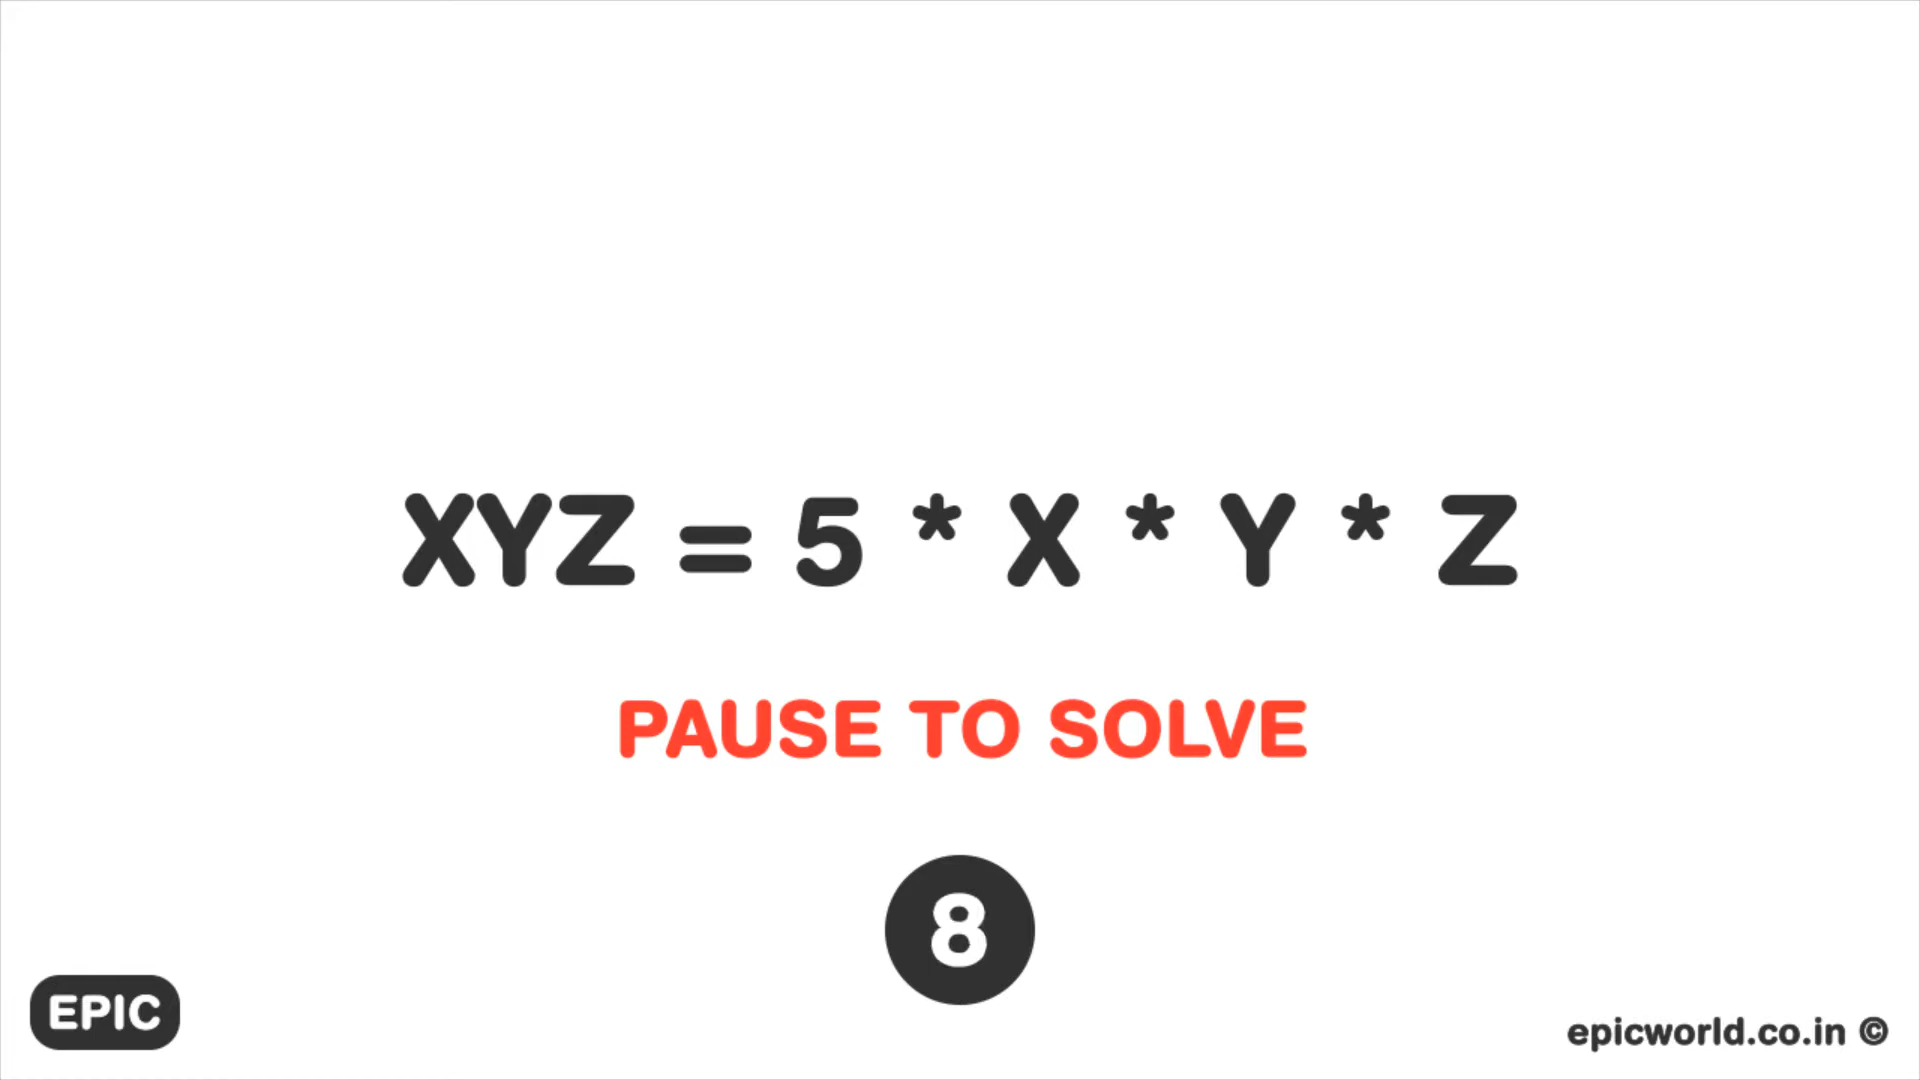 XYZ = 5 * X * Y * Z
PAUSE TO SOLVE
8
EPIC
epicworld.co.in ©